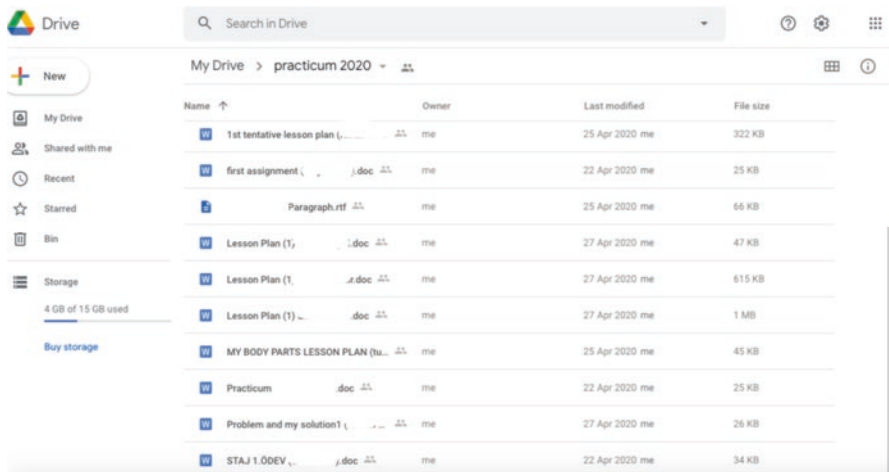 Drive
Search in Drive
New
My Drive > practicum 2020
Name Owner Last modified File size
My Drive
Shared with me
Recent
Starred
Bin
Storage
4 GB of 15 GB used
Buy storage
W 1st tentative lesson plan ( me 25 Apr 2020 me 322 KB
W first assignment ( .doc me 22 Apr 2020 me 25 KB
Paragraph.rtf me 25 Apr 2020 me 66 KB
W Lesson Plan (1) .doc me 27 Apr 2020 me 47 KB
W Lesson Plan (1 .doc me 27 Apr 2020 me 615 KB
W Lesson Plan (1) .doc me 27 Apr 2020 me 1 MB
W MY BODY PARTS LESSON PLAN (tu... me 25 Apr 2020 me 45 KB
W Practicum .doc me 22 Apr 2020 me 25 KB
W Problem and my solution1 ( me 27 Apr 2020 me 26 KB
W STAJ 1.ÖDEV .doc me 22 Apr 2020 me 34 KB